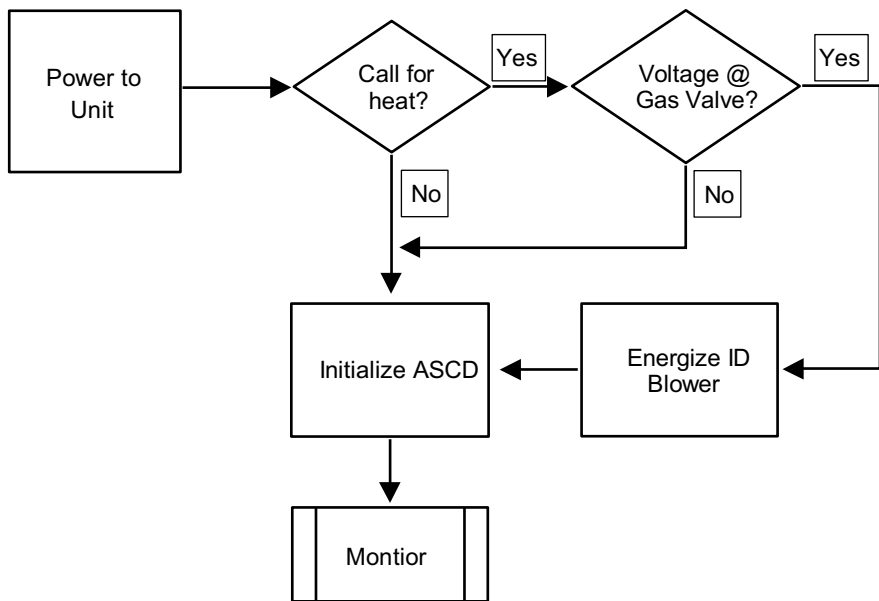 Power to
Unit
Call for
heat?
Yes
Voltage @
Gas Valve?
Yes
No
No
Initialize ASCD
Energize ID
Blower
Montior